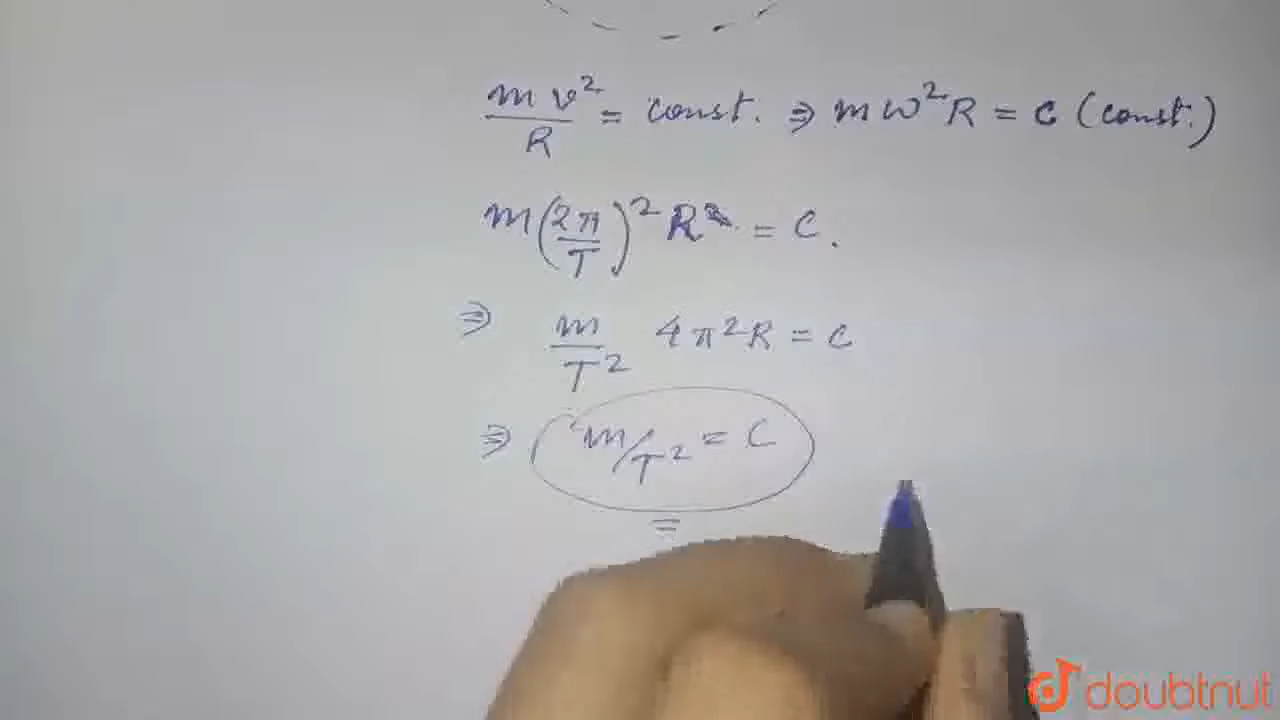 mv²/R = const. ⇒ mω²R = C (const.)
m(2π/T)² R = C.
⇒ m/T² 4π²R = C
⇒ m/T² = C
doubtnut